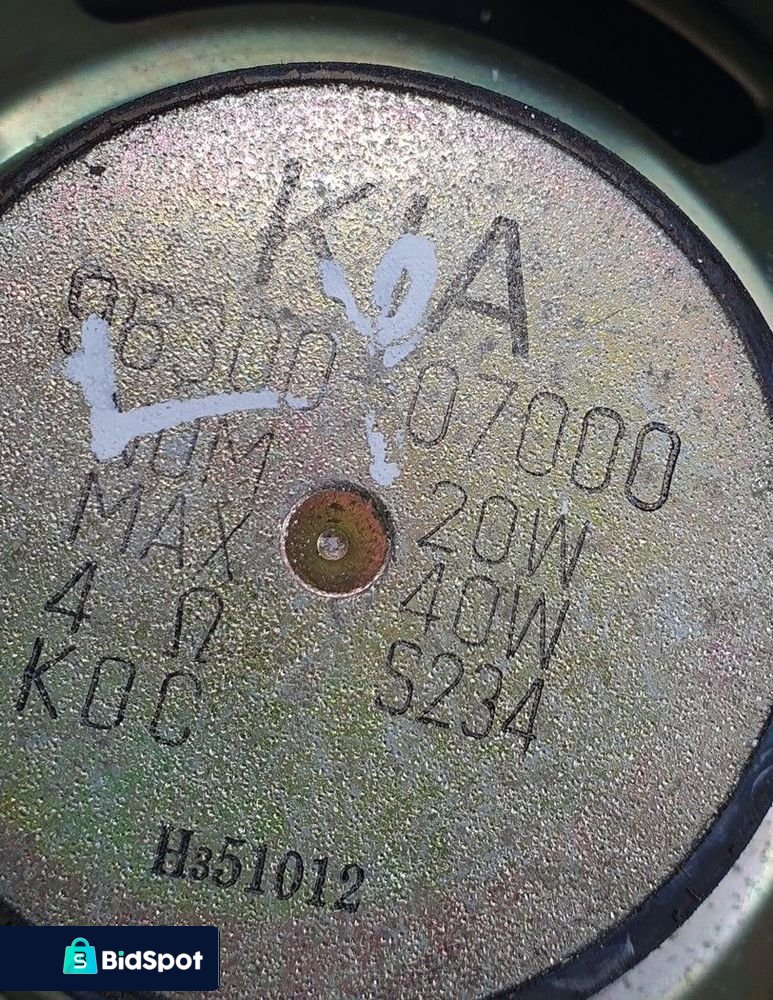 KIA
96300-07000
NOM 20W
MAX 40W
4 Ω S234
KOC
H351012
BidSpot